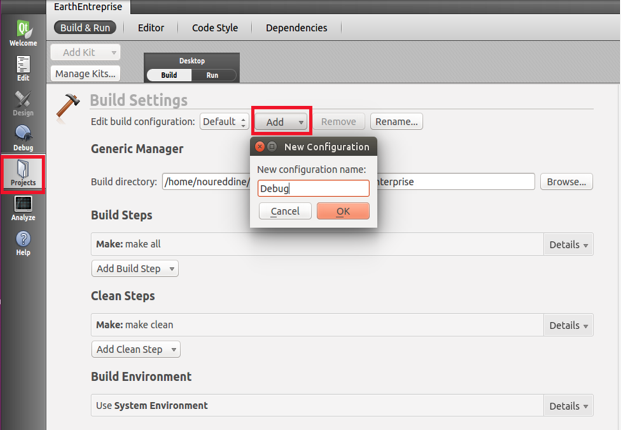 EarthEntreprise
Build & Run Editor Code Style Dependencies
Qt
Welcome
Edit
Design
Debug
Projects
Analyze
Help
Add Kit
Manage Kits...
Desktop
Build Run
Build Settings
Edit build configuration: Default Add Remove Rename...
New Configuration
New configuration name:
Debug
Cancel OK
Generic Manager
Build directory: /home/noureddine/ enterprise Browse...
Build Steps
Make: make all Details
Add Build Step
Clean Steps
Make: make clean Details
Add Clean Step
Build Environment
Use System Environment Details